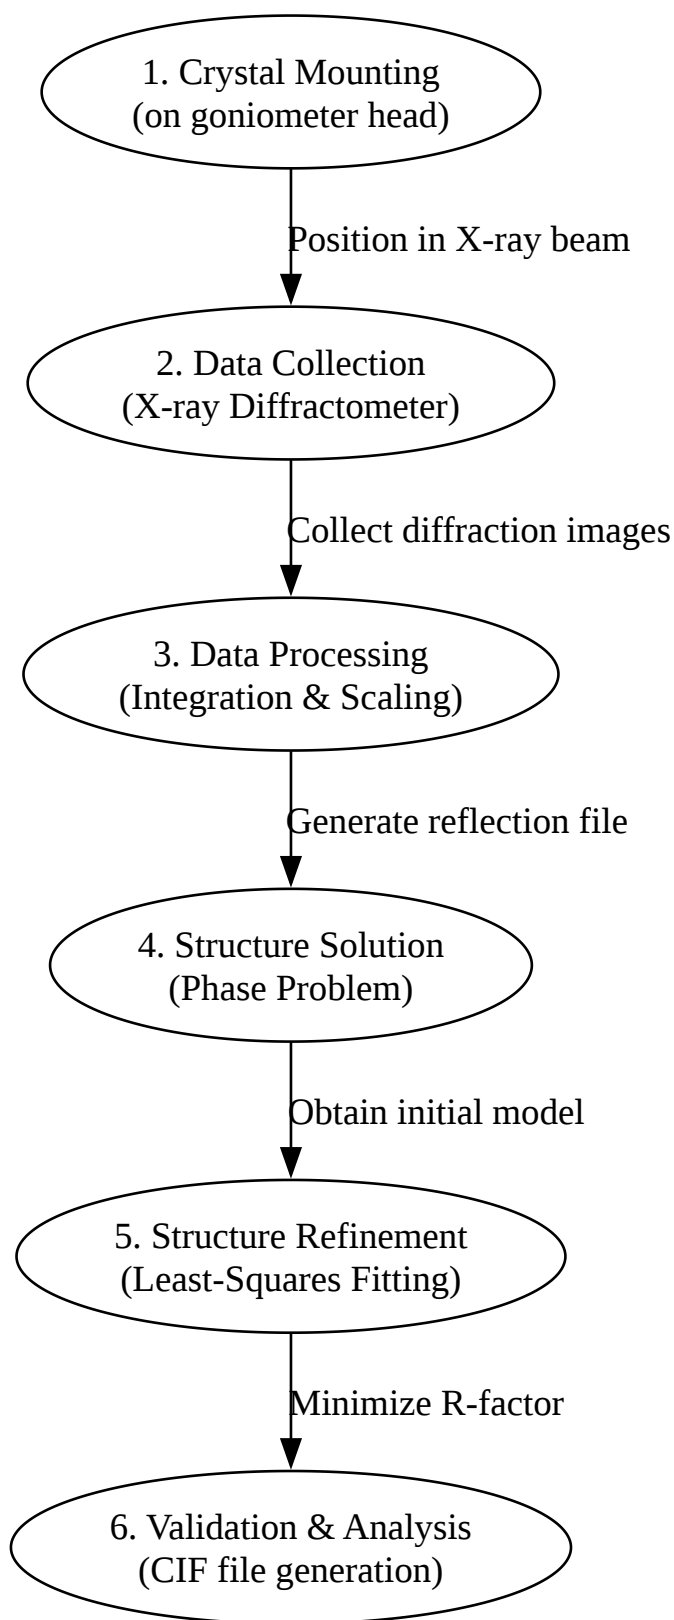 1. Crystal Mounting
(on goniometer head)
Position in X-ray beam
2. Data Collection
(X-ray Diffractometer)
Collect diffraction images
3. Data Processing
(Integration & Scaling)
Generate reflection file
4. Structure Solution
(Phase Problem)
Obtain initial model
5. Structure Refinement
(Least-Squares Fitting)
Minimize R-factor
6. Validation & Analysis
(CIF file generation)